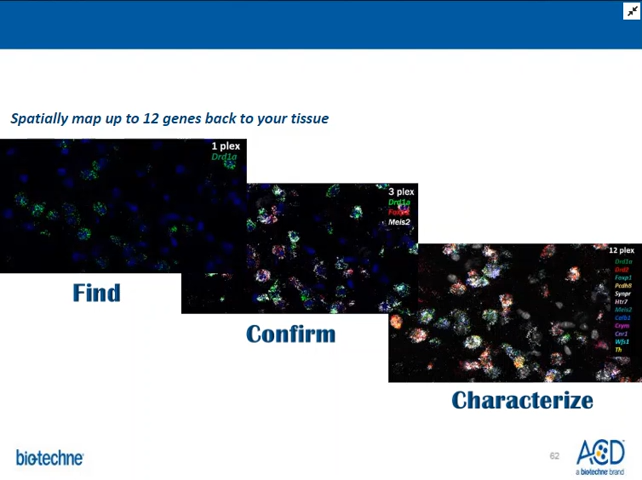 Spatially map up to 12 genes back to your tissue
1 plex
Drd1a
3 plex
Drd1a
Foxp1
Meis2
12 plex
Drd1a
Drd2
Foxp1
Pcdh8
Synpr
Htr7
Meis2
Calb1
Crym
Cnr1
Wfs1
Th
Find
Confirm
Characterize
biotechne
62
ACD
a biotechne brand